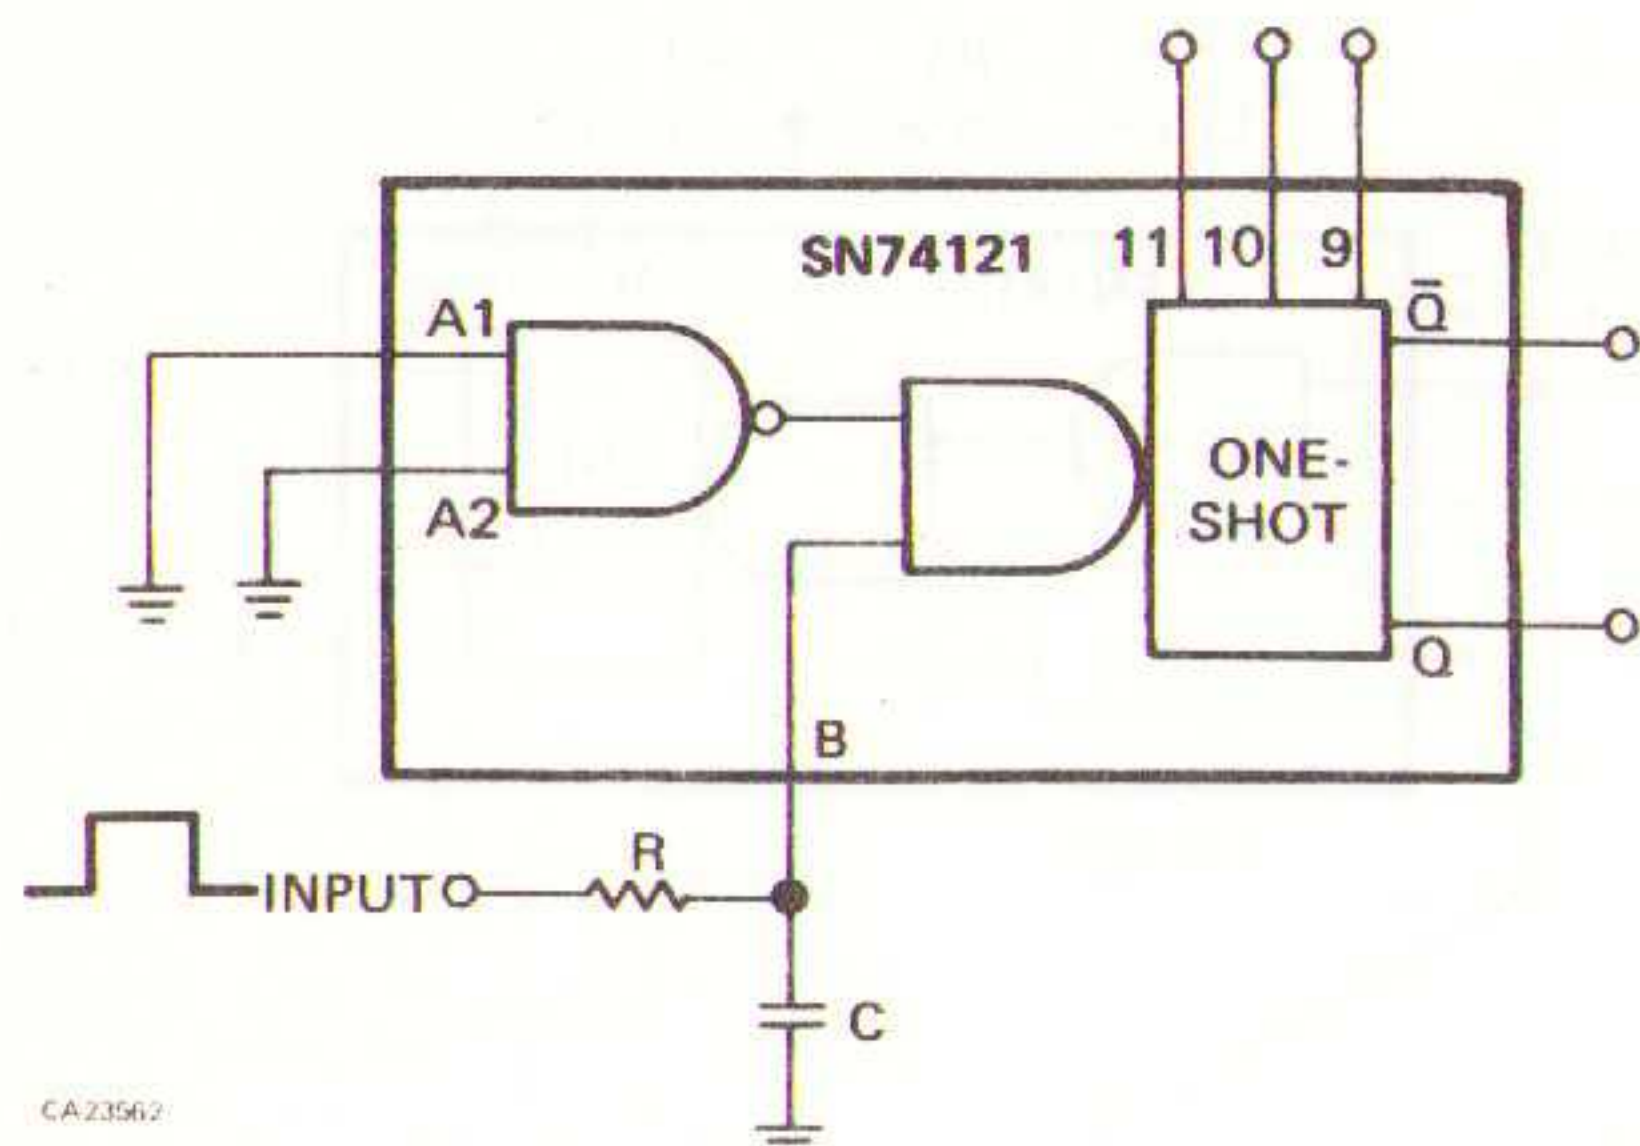 SN74121
11 10 9
A1
Q̅
ONE-
SHOT
A2
Q
B
R
INPUT
C
CA23562